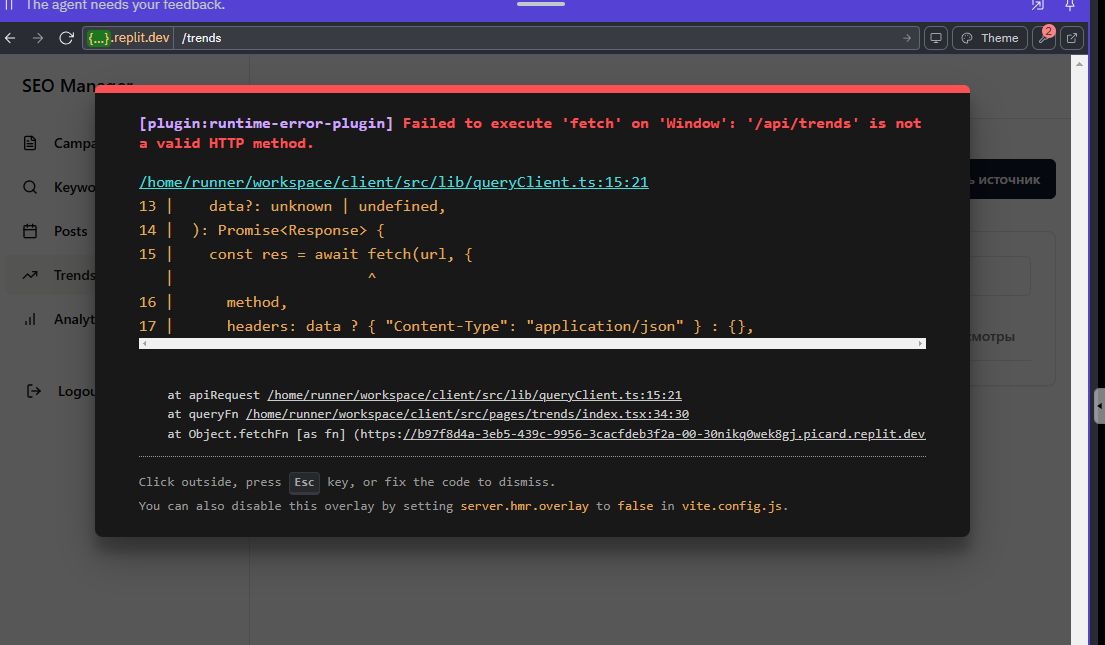 The agent needs your feedback.
{...}.replit.dev /trends
Theme
2
SEO Manager
[plugin:runtime-error-plugin] Failed to execute 'fetch' on 'Window': '/api/trends' is not
a valid HTTP method.
/home/runner/workspace/client/src/lib/queryClient.ts:15:21
13 | data?: unknown | undefined,
14 | ): Promise<Response> {
15 | const res = await fetch(url, {
| ^
16 | method,
17 | headers: data ? { "Content-Type": "application/json" } : {},
at apiRequest /home/runner/workspace/client/src/lib/queryClient.ts:15:21
at queryFn /home/runner/workspace/client/src/pages/trends/index.tsx:34:30
at Object.fetchFn [as fn] (https://b97f8d4a-3eb5-439c-9956-3cacfdeb3f2a-00-30nikq0wek8gj.picard.replit.dev
Click outside, press Esc key, or fix the code to dismiss.
You can also disable this overlay by setting server.hmr.overlay to false in vite.config.js.
Campa
Keywo
Posts
Trends
Analyt
Logou
ь источник
смотры